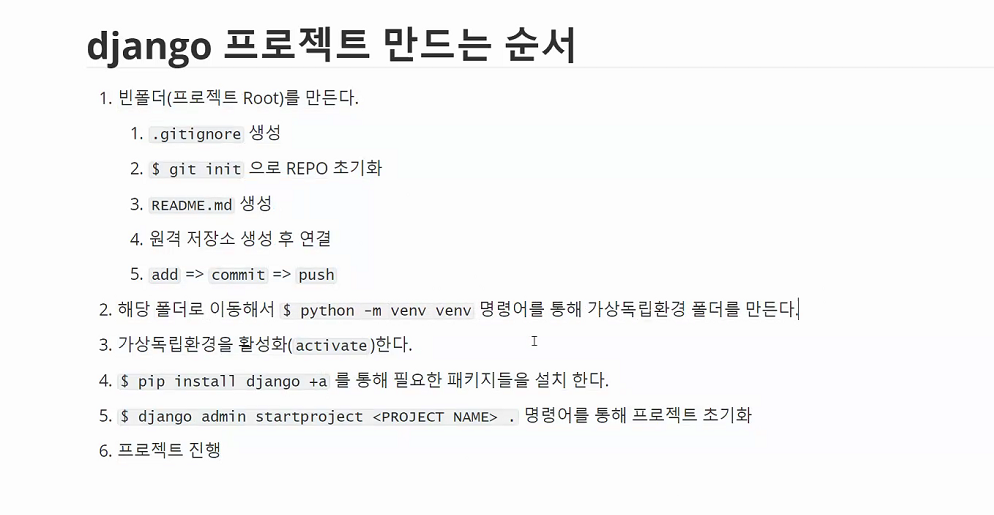 django 프로젝트 만드는 순서
1. 빈폴더(프로젝트 Root)를 만든다.
1. .gitignore 생성
2. $ git init 으로 REPO 초기화
3. README.md 생성
4. 원격 저장소 생성 후 연결
5. add => commit => push
2. 해당 폴더로 이동해서 $ python -m venv venv 명령어를 통해 가상독립환경 폴더를 만든다.
3. 가상독립환경을 활성화(activate)한다.
4. $ pip install django +a 를 통해 필요한 패키지들을 설치 한다.
5. $ django admin startproject <PROJECT NAME> . 명령어를 통해 프로젝트 초기화
6. 프로젝트 진행